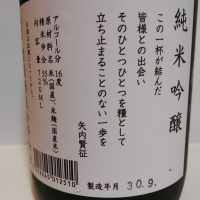 純米吟醸
この一杯が結んだ
皆様との出会い
そのひとつひとつを糧として
立ち止まることのない一歩を
矢内賢征
製造年月 30.9.
アルコール分 16度
原材料名 米(国産米)、米麹(国産米)
精米歩合 55%
内容量 720ML